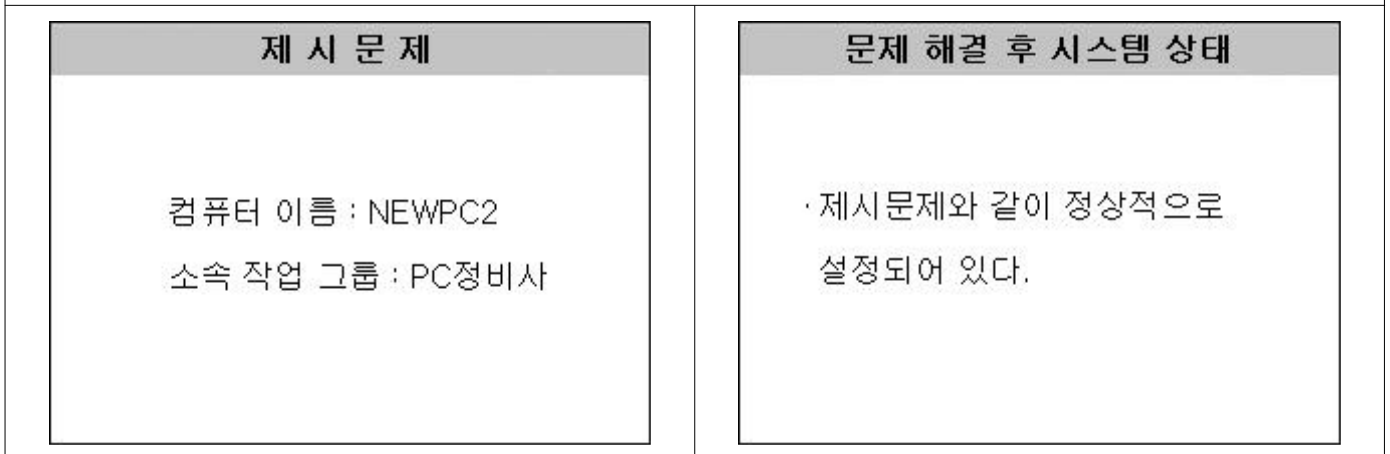 제 시 문 제
컴퓨터 이름 : NEWPC2
소속 작업 그룹 : PC정비사
문제 해결 후 시스템 상태
· 제시문제와 같이 정상적으로
설정되어 있다.